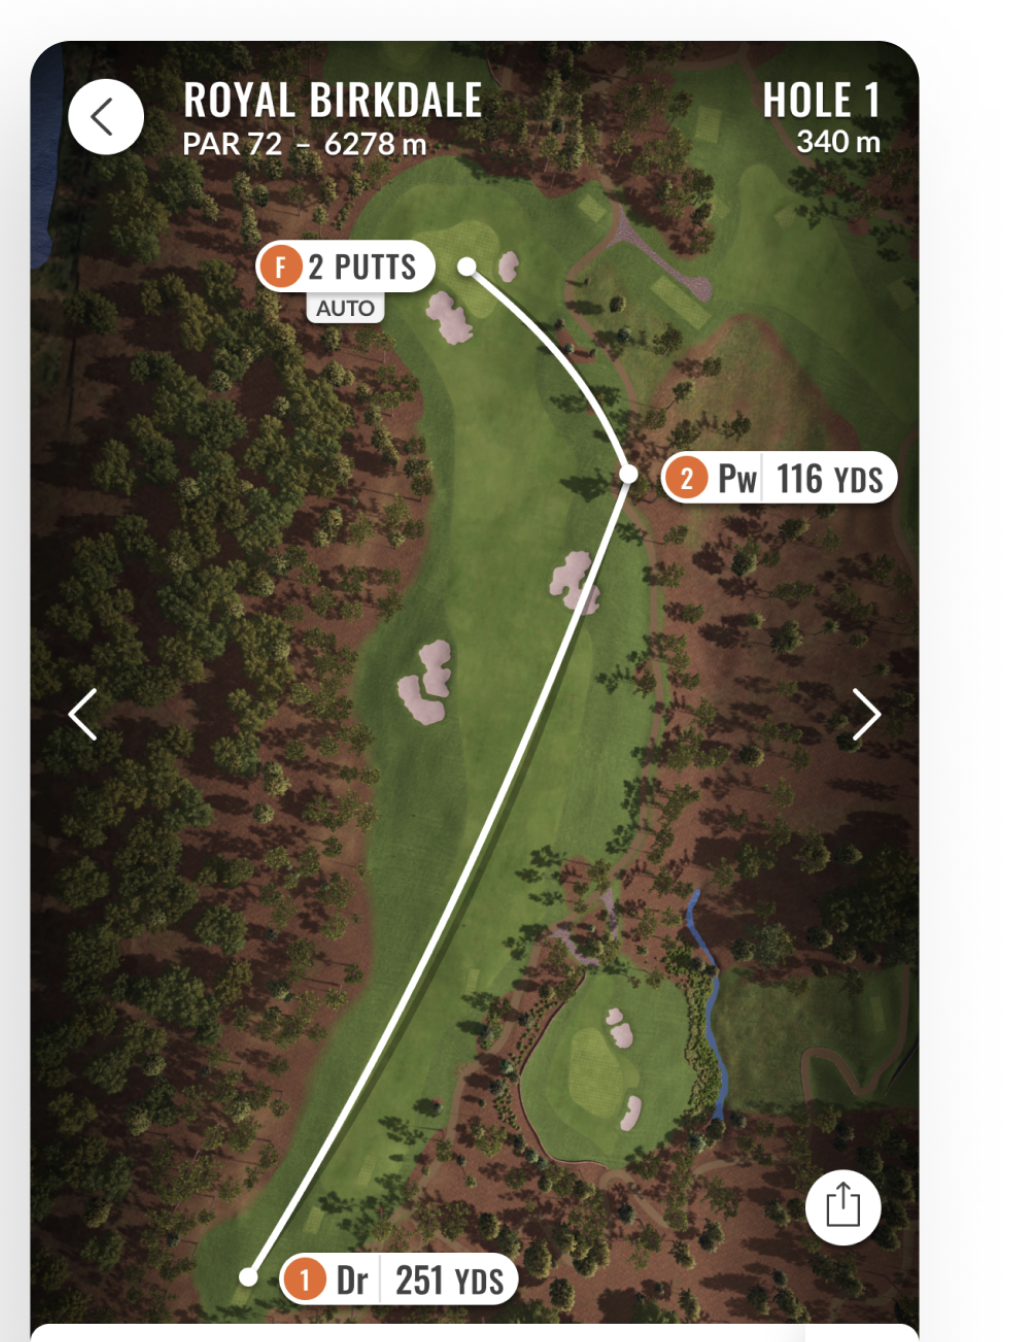 ROYAL BIRKDALE
PAR 72 – 6278 m
HOLE 1
340 m
F 2 PUTTS
AUTO
2 Pw 116 YDS
1 Dr 251 YDS